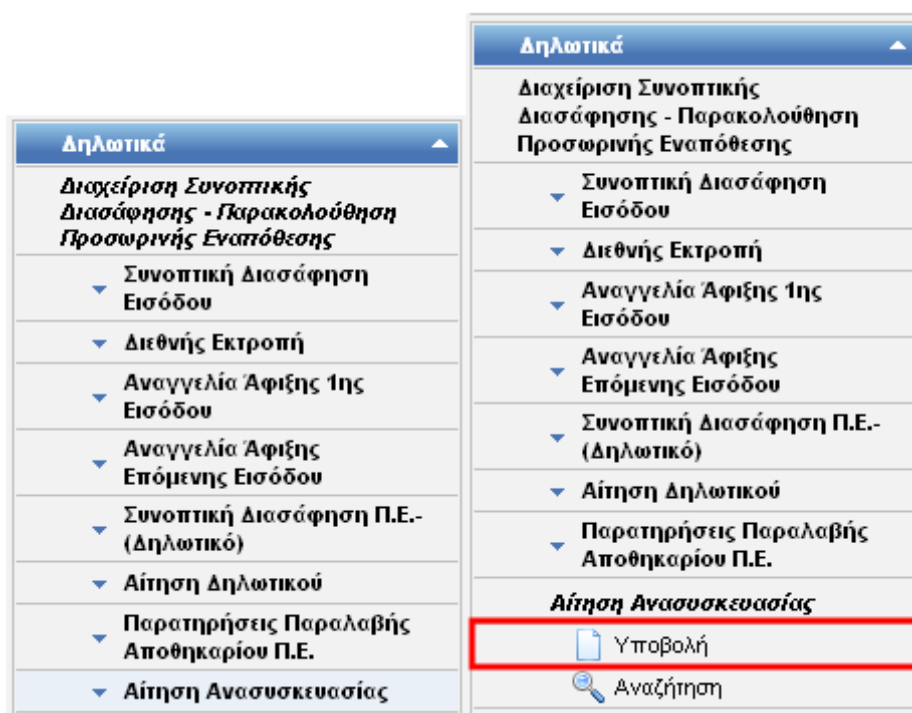 Δηλωτικά
Διαχείριση Συνοπτικής
Διασάφησης - Παρακολούθηση
Προσωρινής Εναπόθεσης
Συνοπτική Διασάφηση
Εισόδου
Διεθνής Εκτροπή
Αναγγελία Άφιξης 1ης
Εισόδου
Αναγγελία Άφιξης
Επόμενης Εισόδου
Συνοπτική Διασάφηση Π.Ε.-
(Δηλωτικό)
Αίτηση Δηλωτικού
Παρατηρήσεις Παραλαβής
Αποθηκαρίου Π.Ε.
Αίτηση Ανασυσκευασίας
Δηλωτικά
Διαχείριση Συνοπτικής
Διασάφησης - Παρακολούθηση
Προσωρινής Εναπόθεσης
Συνοπτική Διασάφηση
Εισόδου
Διεθνής Εκτροπή
Αναγγελία Άφιξης 1ης
Εισόδου
Αναγγελία Άφιξης
Επόμενης Εισόδου
Συνοπτική Διασάφηση Π.Ε.-
(Δηλωτικό)
Αίτηση Δηλωτικού
Παρατηρήσεις Παραλαβής
Αποθηκαρίου Π.Ε.
Αίτηση Ανασυσκευασίας
Υποβολή
Αναζήτηση